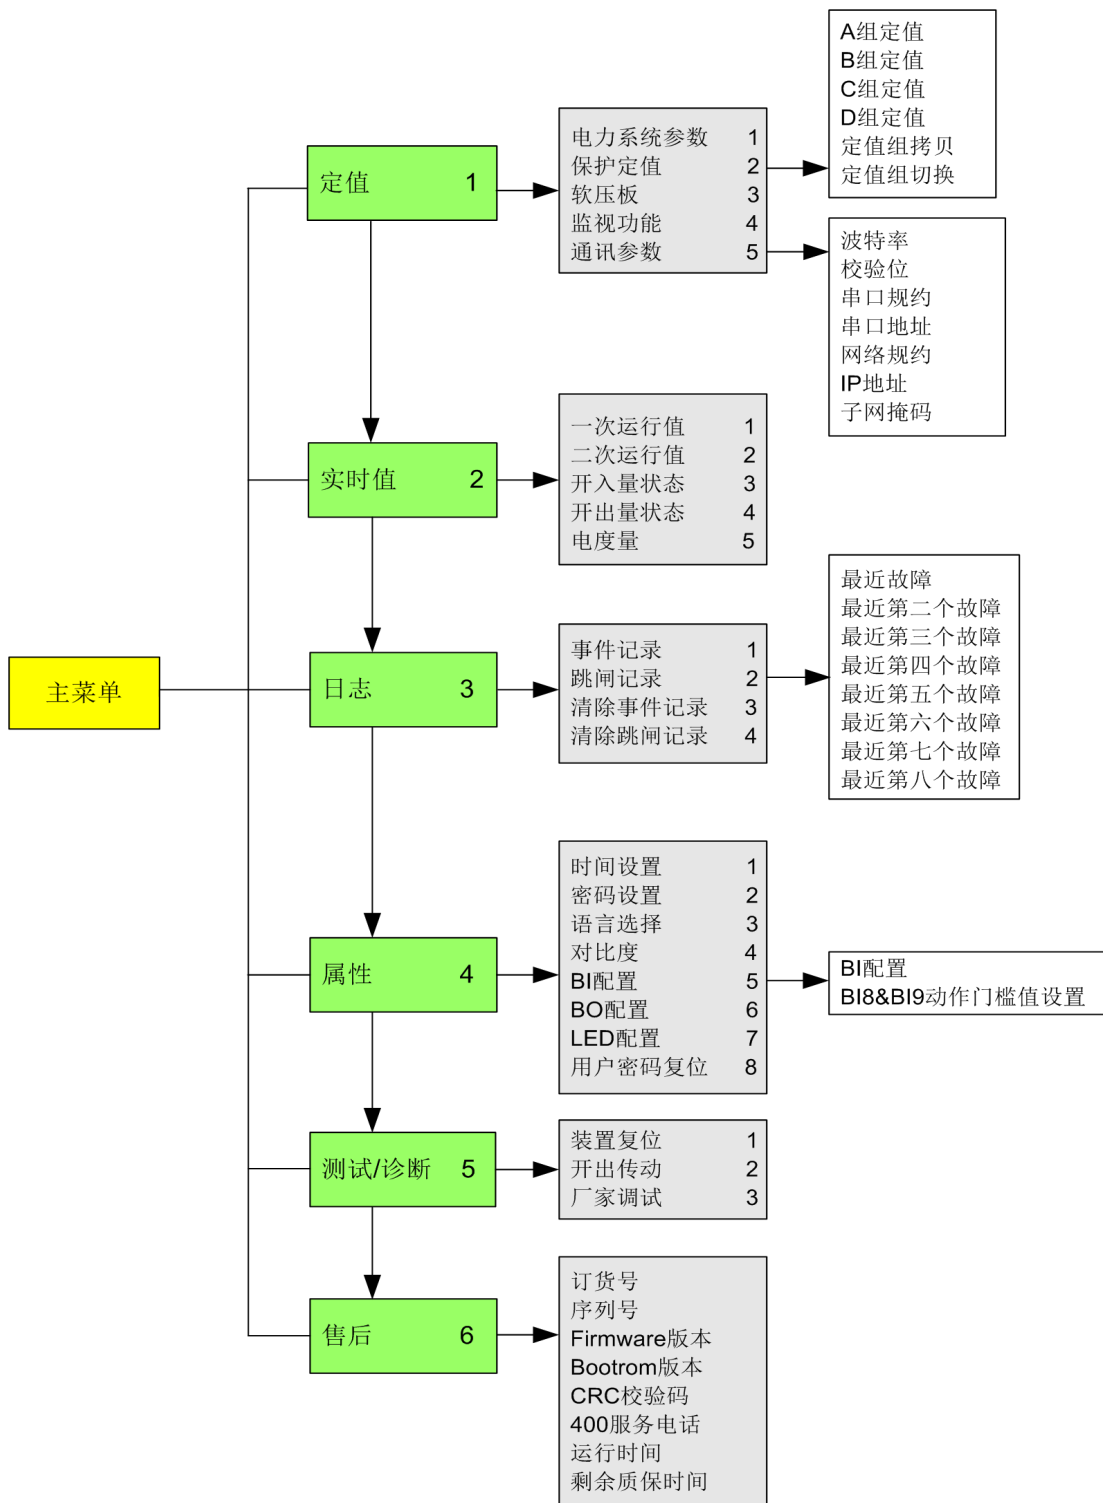 主菜单
定值 1
电力系统参数 1
保护定值 2
软压板 3
监视功能 4
通讯参数 5
A组定值
B组定值
C组定值
D组定值
定值组拷贝
定值组切换
波特率
校验位
串口规约
串口地址
网络规约
IP地址
子网掩码
实时值 2
一次运行值 1
二次运行值 2
开入量状态 3
开出量状态 4
电度量 5
日志 3
事件记录 1
跳闸记录 2
清除事件记录 3
清除跳闸记录 4
最近故障
最近第二个故障
最近第三个故障
最近第四个故障
最近第五个故障
最近第六个故障
最近第七个故障
最近第八个故障
属性 4
时间设置 1
密码设置 2
语言选择 3
对比度 4
BI配置 5
BO配置 6
LED配置 7
用户密码复位 8
BI配置
BI8&BI9动作门槛值设置
测试/诊断 5
装置复位 1
开出传动 2
厂家调试 3
售后 6
订货号
序列号
Firmware版本
Bootrom版本
CRC校验码
400服务电话
运行时间
剩余质保时间